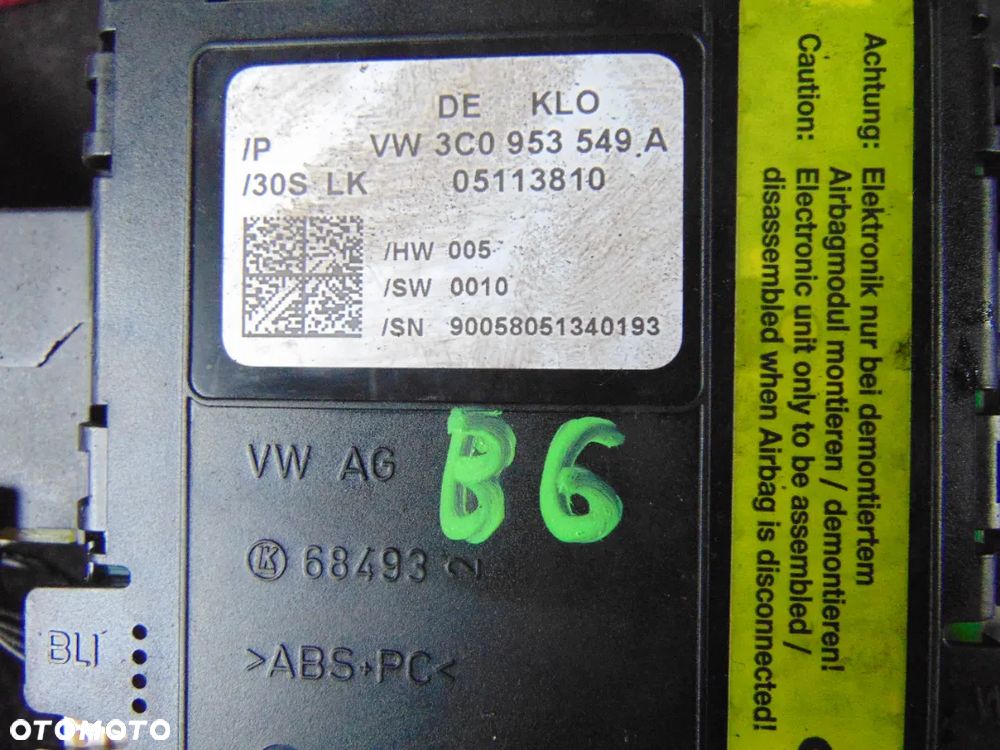 DE KLO
/P VW 3C0 953 549 A
/30S LK 05113810
/HW 005
/SW 0010
/SN 90058051340193
VW AG
B6
K 68493 2
>ABS+PC<
BLI
Achtung: Elektronik nur bei demontiertem
Airbagmodul montieren / demontieren!
Caution: Electronic unit only to be assembled /
disassembled when Airbag is disconnected!
OTOMOTO